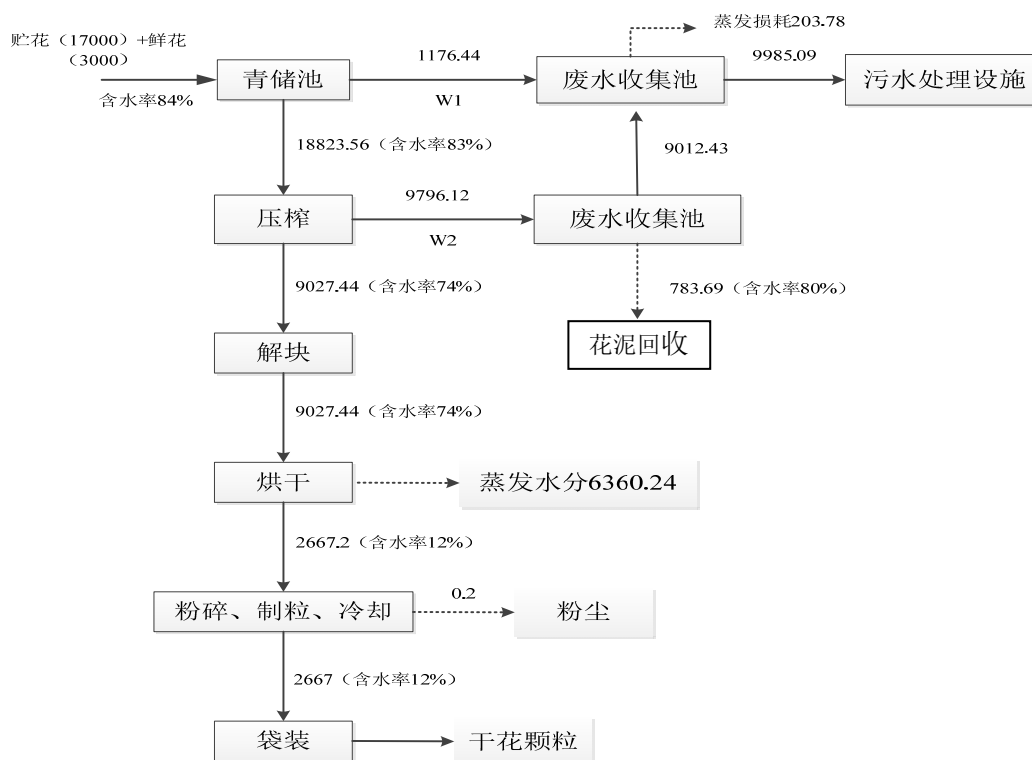 贮花（17000）+鲜花
（3000）
含水率84%
青储池
1176.44
W1
废水收集池
蒸发损耗203.78
9985.09
污水处理设施
18823.56（含水率83%）
9012.43
压榨
9796.12
W2
废水收集池
9027.44（含水率74%）
783.69（含水率80%）
解块
花泥回收
9027.44（含水率74%）
烘干
蒸发水分6360.24
2667.2（含水率12%）
粉碎、制粒、冷却
0.2
粉尘
2667（含水率12%）
袋装
干花颗粒